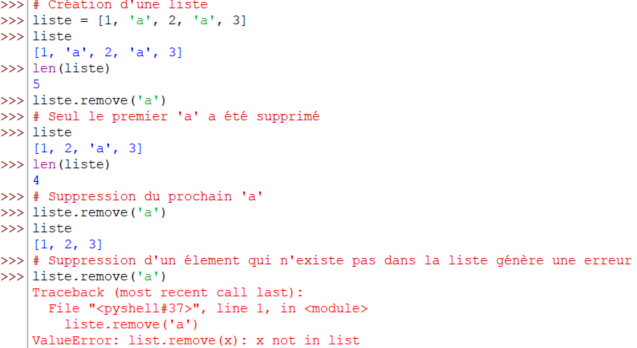 >>> # Création d'une liste
>>> liste = [1, 'a', 2, 'a', 3]
>>> liste
[1, 'a', 2, 'a', 3]
>>> len(liste)
5
>>> liste.remove('a')
>>> # Seul le premier 'a' a été supprimé
>>> liste
[1, 2, 'a', 3]
>>> len(liste)
4
>>> # Suppression du prochain 'a'
>>> liste.remove('a')
>>> liste
[1, 2, 3]
>>> # Suppression d'un élement qui n'existe pas dans la liste génère une erreur
>>> liste.remove('a')
Traceback (most recent call last):
  File "<pyshell#37>", line 1, in <module>
    liste.remove('a')
ValueError: list.remove(x): x not in list